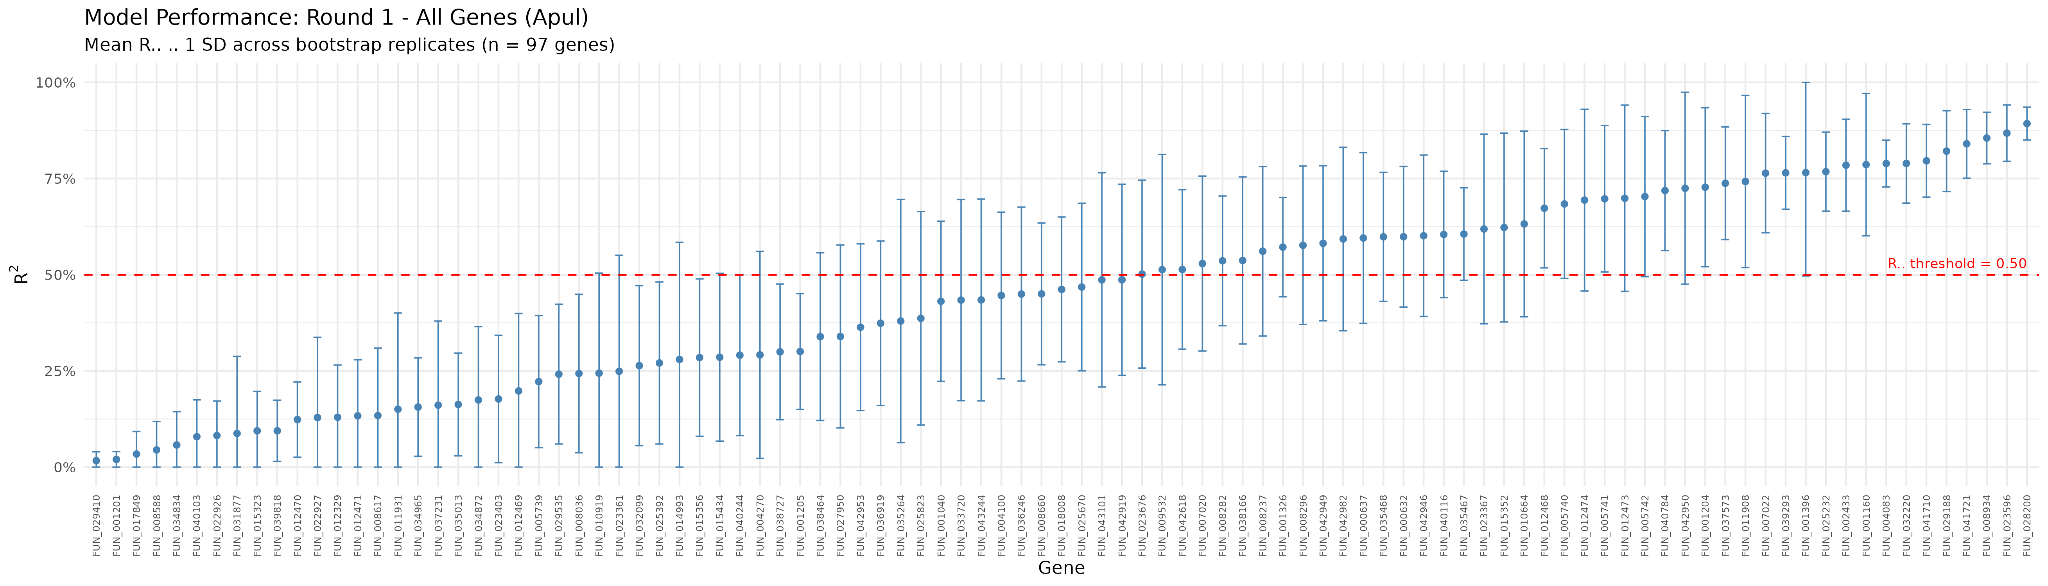 Model Performance: Round 1 - All Genes (Apul)
Mean R.. .. 1 SD across bootstrap replicates (n = 97 genes)
100%
75%
50%
25%
0%
R²
R.. threshold = 0.50
FUN_029410
FUN_001201
FUN_017849
FUN_008588
FUN_034834
FUN_040103
FUN_022926
FUN_031877
FUN_015323
FUN_039818
FUN_012470
FUN_022927
FUN_012329
FUN_012471
FUN_008617
FUN_011931
FUN_034965
FUN_037231
FUN_035013
FUN_034872
FUN_023403
FUN_012469
FUN_005739
FUN_029535
FUN_008036
FUN_010919
FUN_023361
FUN_032099
FUN_025392
FUN_014993
FUN_015356
FUN_015434
FUN_040244
FUN_004270
FUN_038727
FUN_001205
FUN_038464
FUN_027950
FUN_042953
FUN_036919
FUN_035264
FUN_025823
FUN_001040
FUN_037220
FUN_043244
FUN_004100
FUN_036246
FUN_008660
FUN_018008
FUN_025670
FUN_043101
FUN_042919
FUN_023676
FUN_009532
FUN_042618
FUN_007020
FUN_008282
FUN_038166
FUN_008237
FUN_001326
FUN_008296
FUN_042949
FUN_042982
FUN_000637
FUN_035468
FUN_000632
FUN_042946
FUN_040116
FUN_035467
FUN_023367
FUN_015352
FUN_010664
FUN_012468
FUN_005740
FUN_012474
FUN_005741
FUN_012473
FUN_005742
FUN_040784
FUN_042950
FUN_001204
FUN_037573
FUN_011908
FUN_007022
FUN_039293
FUN_001396
FUN_025232
FUN_002433
FUN_001160
FUN_004083
FUN_032220
FUN_041710
FUN_029188
FUN_041721
FUN_008934
FUN_023596
FUN_028200
Gene